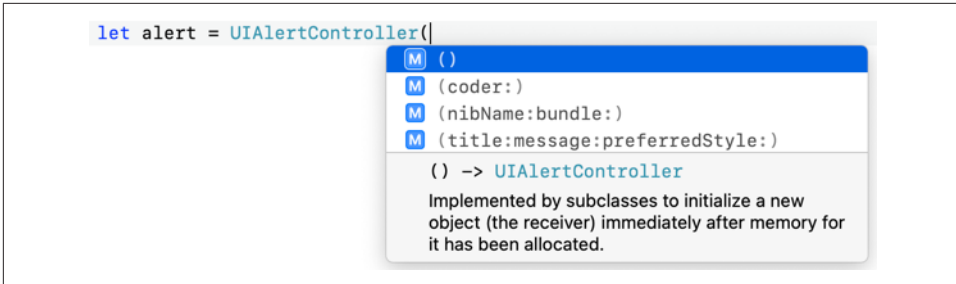 let alert = UIAlertController(
M ()
M (coder:)
M (nibName:bundle:)
M (title:message:preferredStyle:)
() -> UIAlertController
Implemented by subclasses to initialize a new
object (the receiver) immediately after memory for
it has been allocated.